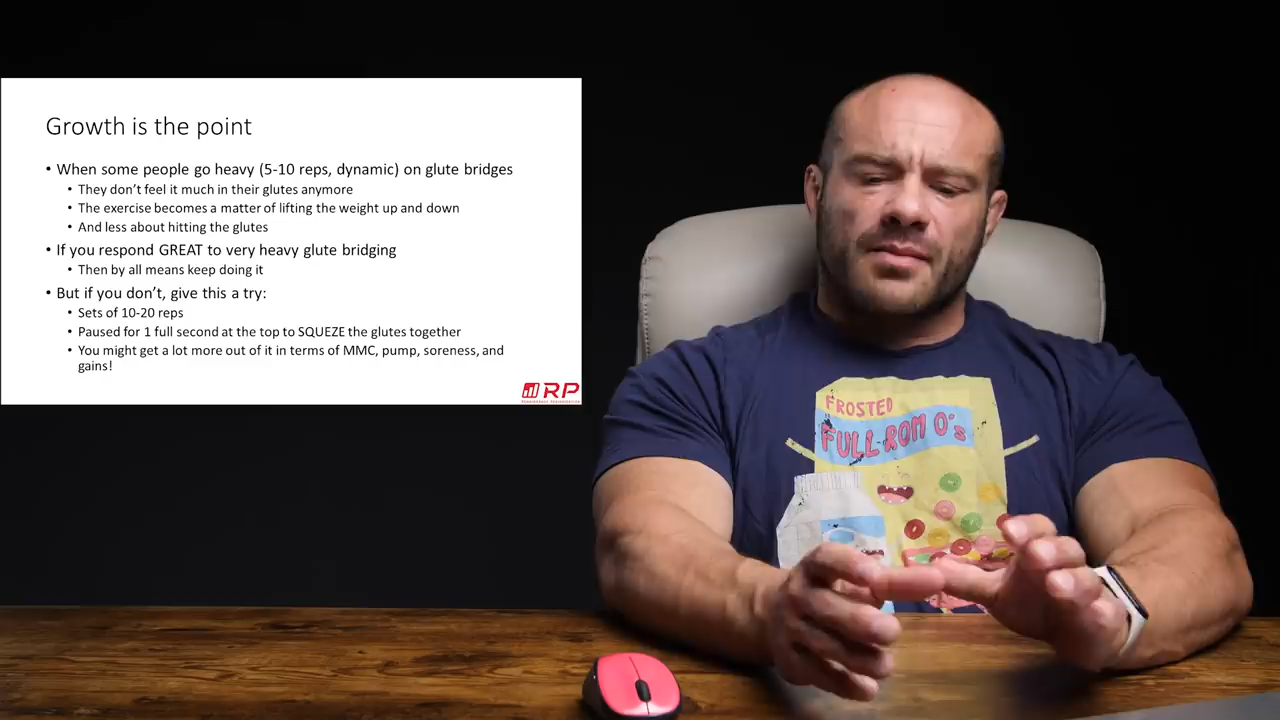 Growth is the point
• When some people go heavy (5-10 reps, dynamic) on glute bridges
• They don't feel it much in their glutes anymore
• The exercise becomes a matter of lifting the weight up and down
• And less about hitting the glutes
• If you respond GREAT to very heavy glute bridging
• Then by all means keep doing it
• But if you don't, give this a try:
• Sets of 10-20 reps
• Paused for 1 full second at the top to SQUEEZE the glutes together
• You might get a lot more out of it in terms of MMC, pump, soreness, and
gains!
RP
RENAISSANCE PERIODIZATION
FROSTED
FULL-ROM O's